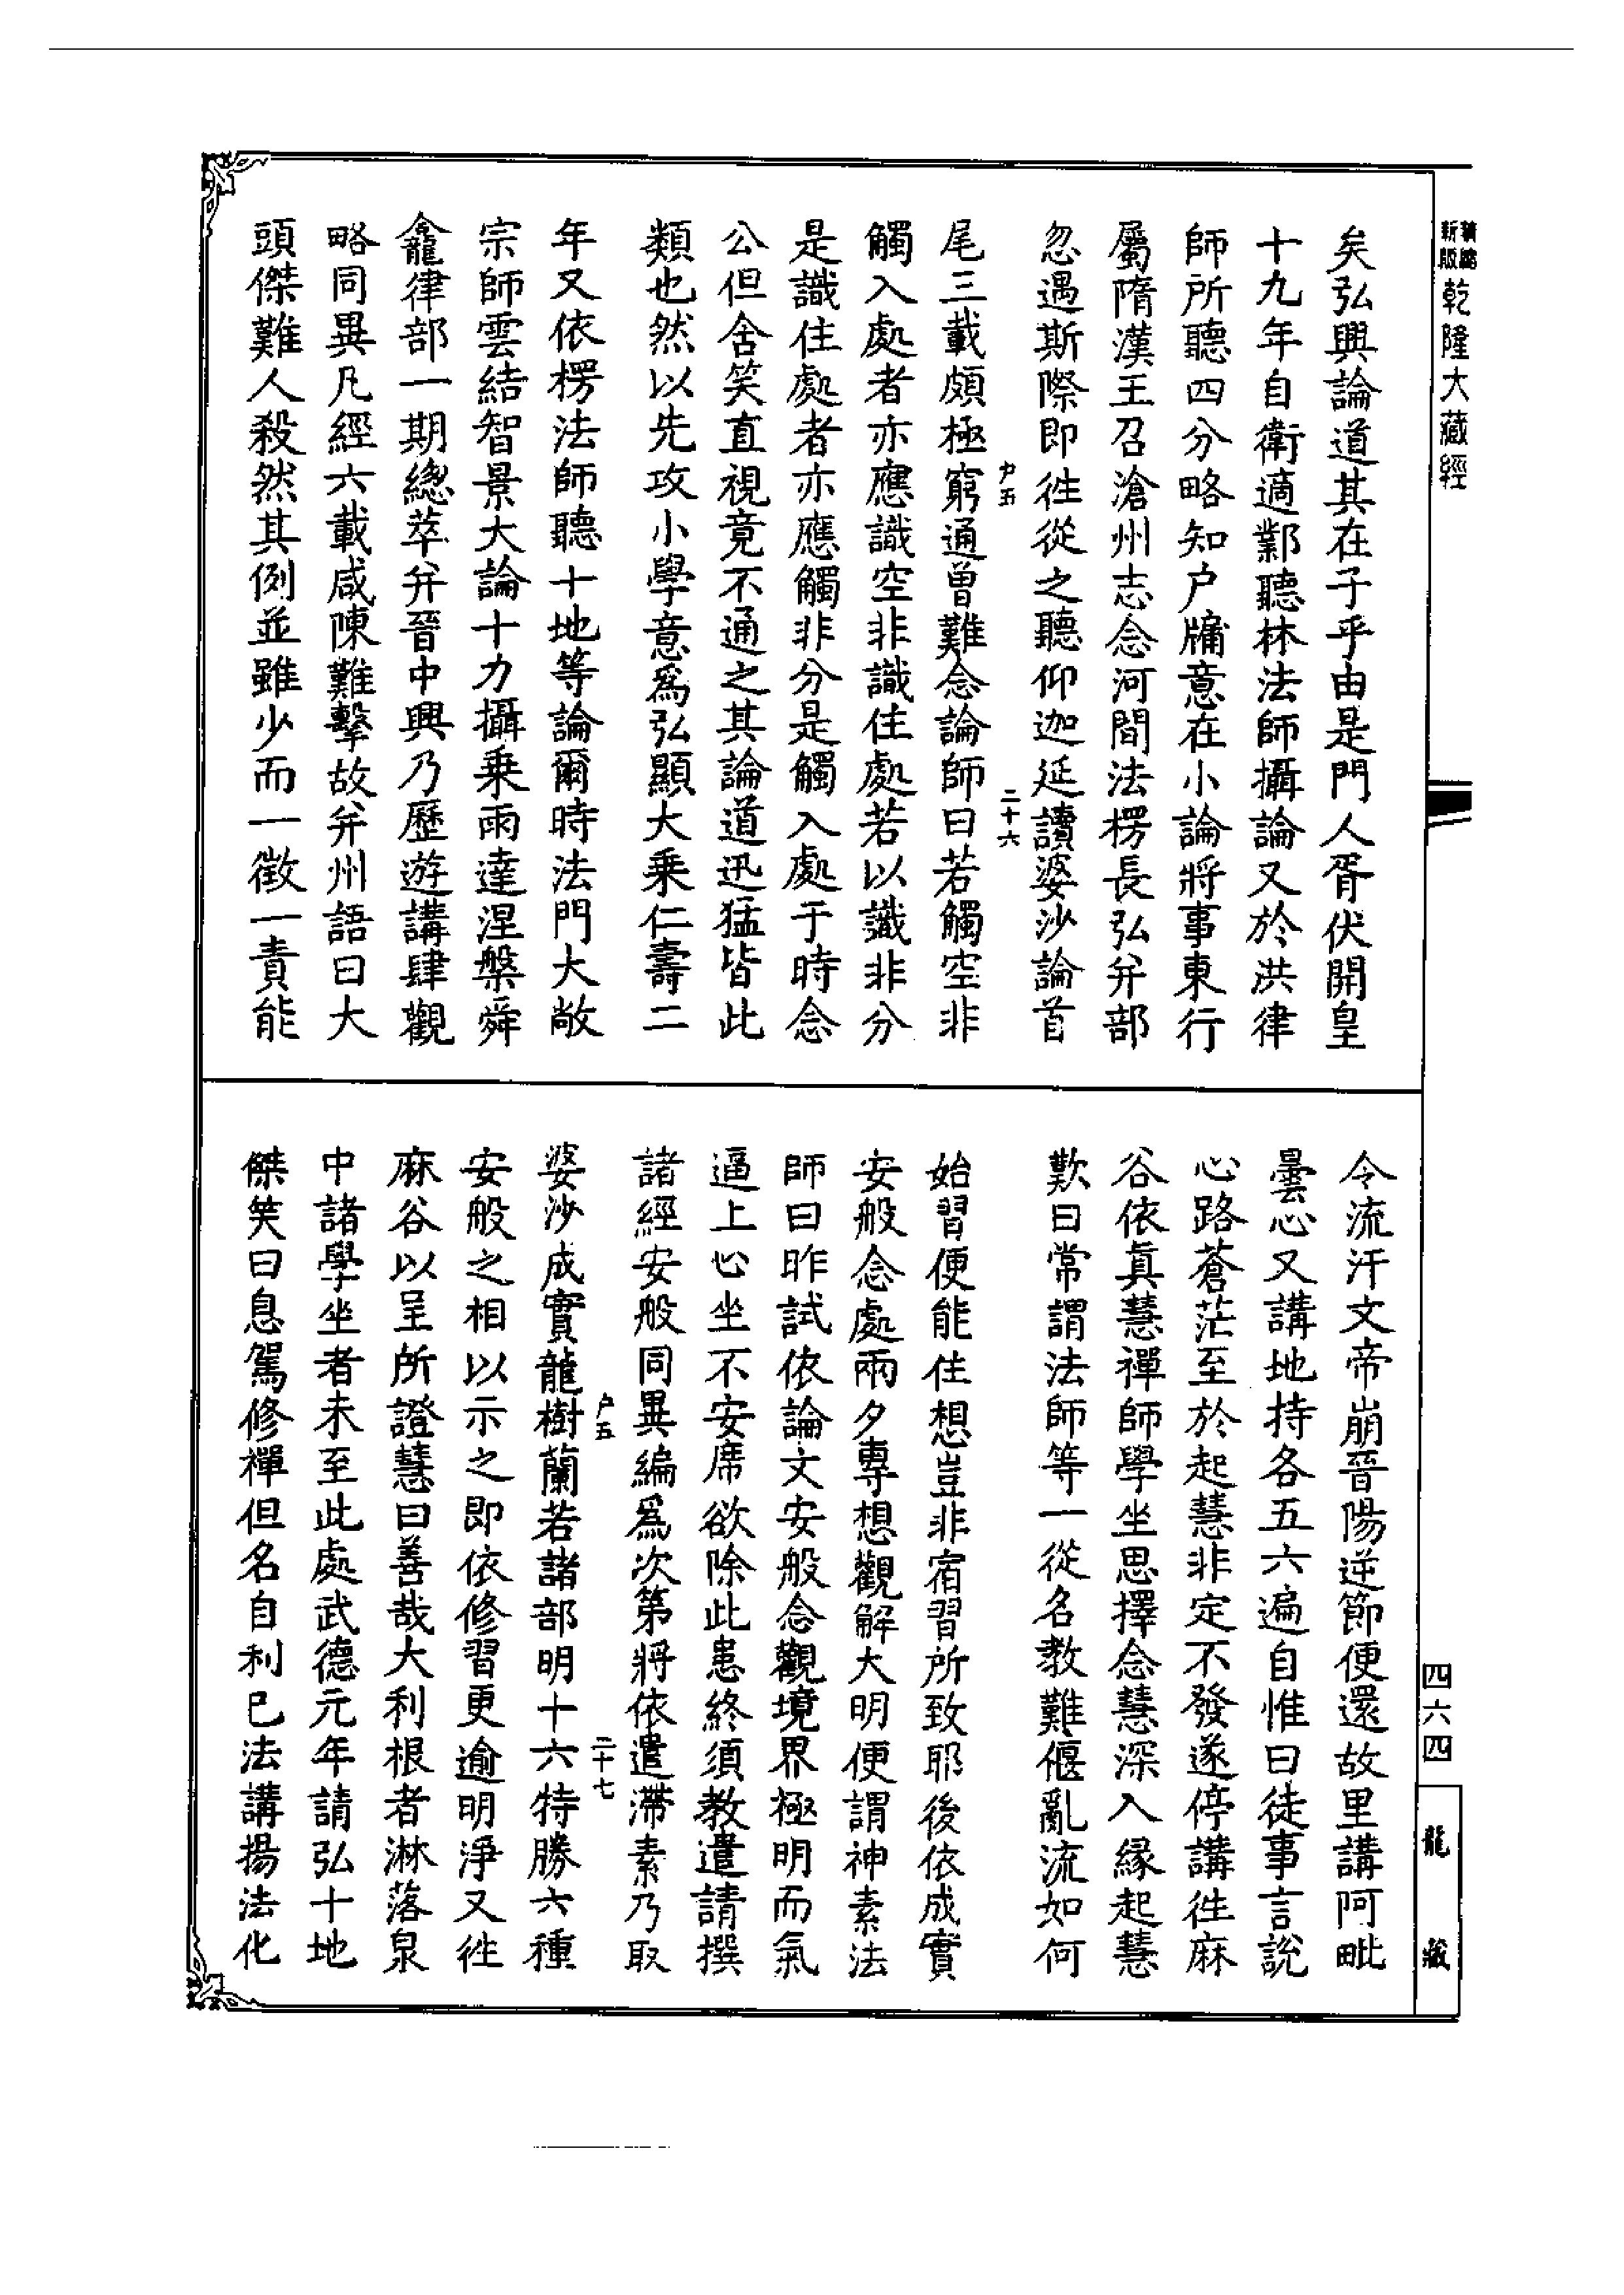 新編
新版
乾隆大藏經
矣弘興論道其在子乎由是門人胥伏開皇
十九年自衛適鄴聽林法師攝論又於洪律
師所聽四分略知户牖意在小論將事東行
屬隋漢王召滄州志念河間法楞長弘并部
忽遇斯際即徃從之聽仰迦延讀婆沙論首
户五
二十六
尾三載頗極窮通曾難念論師曰若觸空非
觸入處者亦應識空非識住處若以識非分
是識住處者亦應觸非分是觸入處于時念
公但含笑直視竟不通之其論道迅猛皆此
類也然以先攻小學意爲弘顯大乗仁壽二
年又依楞法師聽十地等論爾時法門大敞
宗師雲結智景大論十力攝乗雨達涅槃舜
龕律部一期總萃并晉中興乃歷遊講肆觀
略同異凡經六載咸陳難擊故并州語曰大
頭傑難人殺然其例並雖少而一徵一責能
令流汗文帝崩晉陽逆節便還故里講阿毗
曇心又講地持各五六遍自惟曰徒事言說
心路蒼茫至於起慧非定不發遂停講徃麻
谷依真慧禪師學坐思擇念慧深入緣起慧
歎曰常謂法師等一從名教難偃亂流如何
始習便能住想豈非宿習所致耶後依成實
安般念處兩夕專想觀解大明便謂神素法
師曰昨試依論文安般念觀境界極明而氣
逼上心坐不安席欲除此患終須教遣請撰
諸經安般同異編爲次第將依遣滯素乃取
户五
二十七
婆沙成實龍樹蘭若諸部明十六特勝六種
安般之相以示之即依修習更逾明淨又徃
麻谷以呈所證慧曰善哉大利根者淋落泉
中諸學坐者未至此處武德元年請弘十地
傑笑曰息駕修禪但名自利已法講揚法化
四六四
龍藏